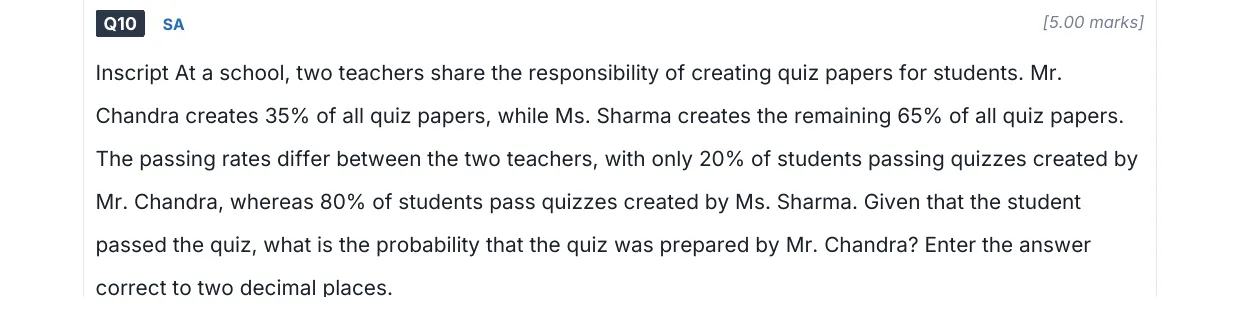 Q10 SA [5.00 marks]
Inscript At a school, two teachers share the responsibility of creating quiz papers for students. Mr.
Chandra creates 35% of all quiz papers, while Ms. Sharma creates the remaining 65% of all quiz papers.
The passing rates differ between the two teachers, with only 20% of students passing quizzes created by
Mr. Chandra, whereas 80% of students pass quizzes created by Ms. Sharma. Given that the student
passed the quiz, what is the probability that the quiz was prepared by Mr. Chandra? Enter the answer
correct to two decimal places.